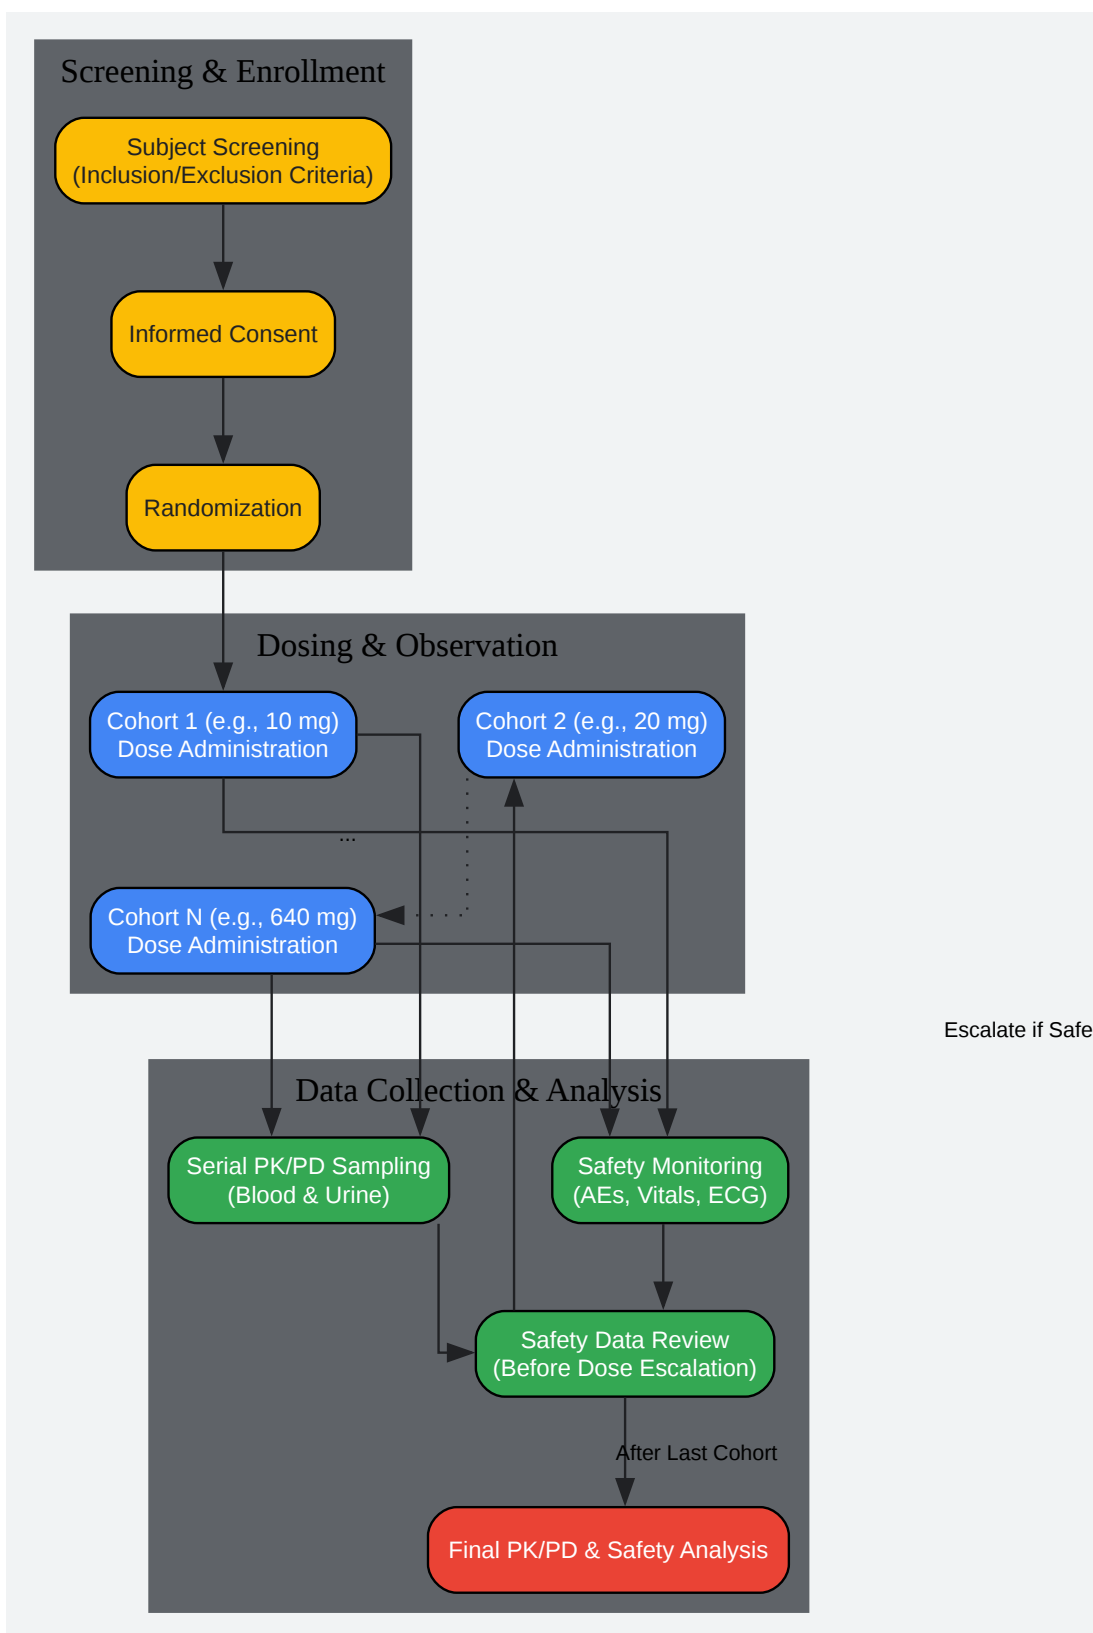 Screening & Enrollment
Subject Screening
(Inclusion/Exclusion Criteria)
Informed Consent
Randomization
Dosing & Observation
Cohort 1 (e.g., 10 mg)
Dose Administration
Cohort 2 (e.g., 20 mg)
Dose Administration
...
Cohort N (e.g., 640 mg)
Dose Administration
Escalate if Safe
Data Collection & Analysis
Serial PK/PD Sampling
(Blood & Urine)
Safety Monitoring
(AEs, Vitals, ECG)
Safety Data Review
(Before Dose Escalation)
After Last Cohort
Final PK/PD & Safety Analysis